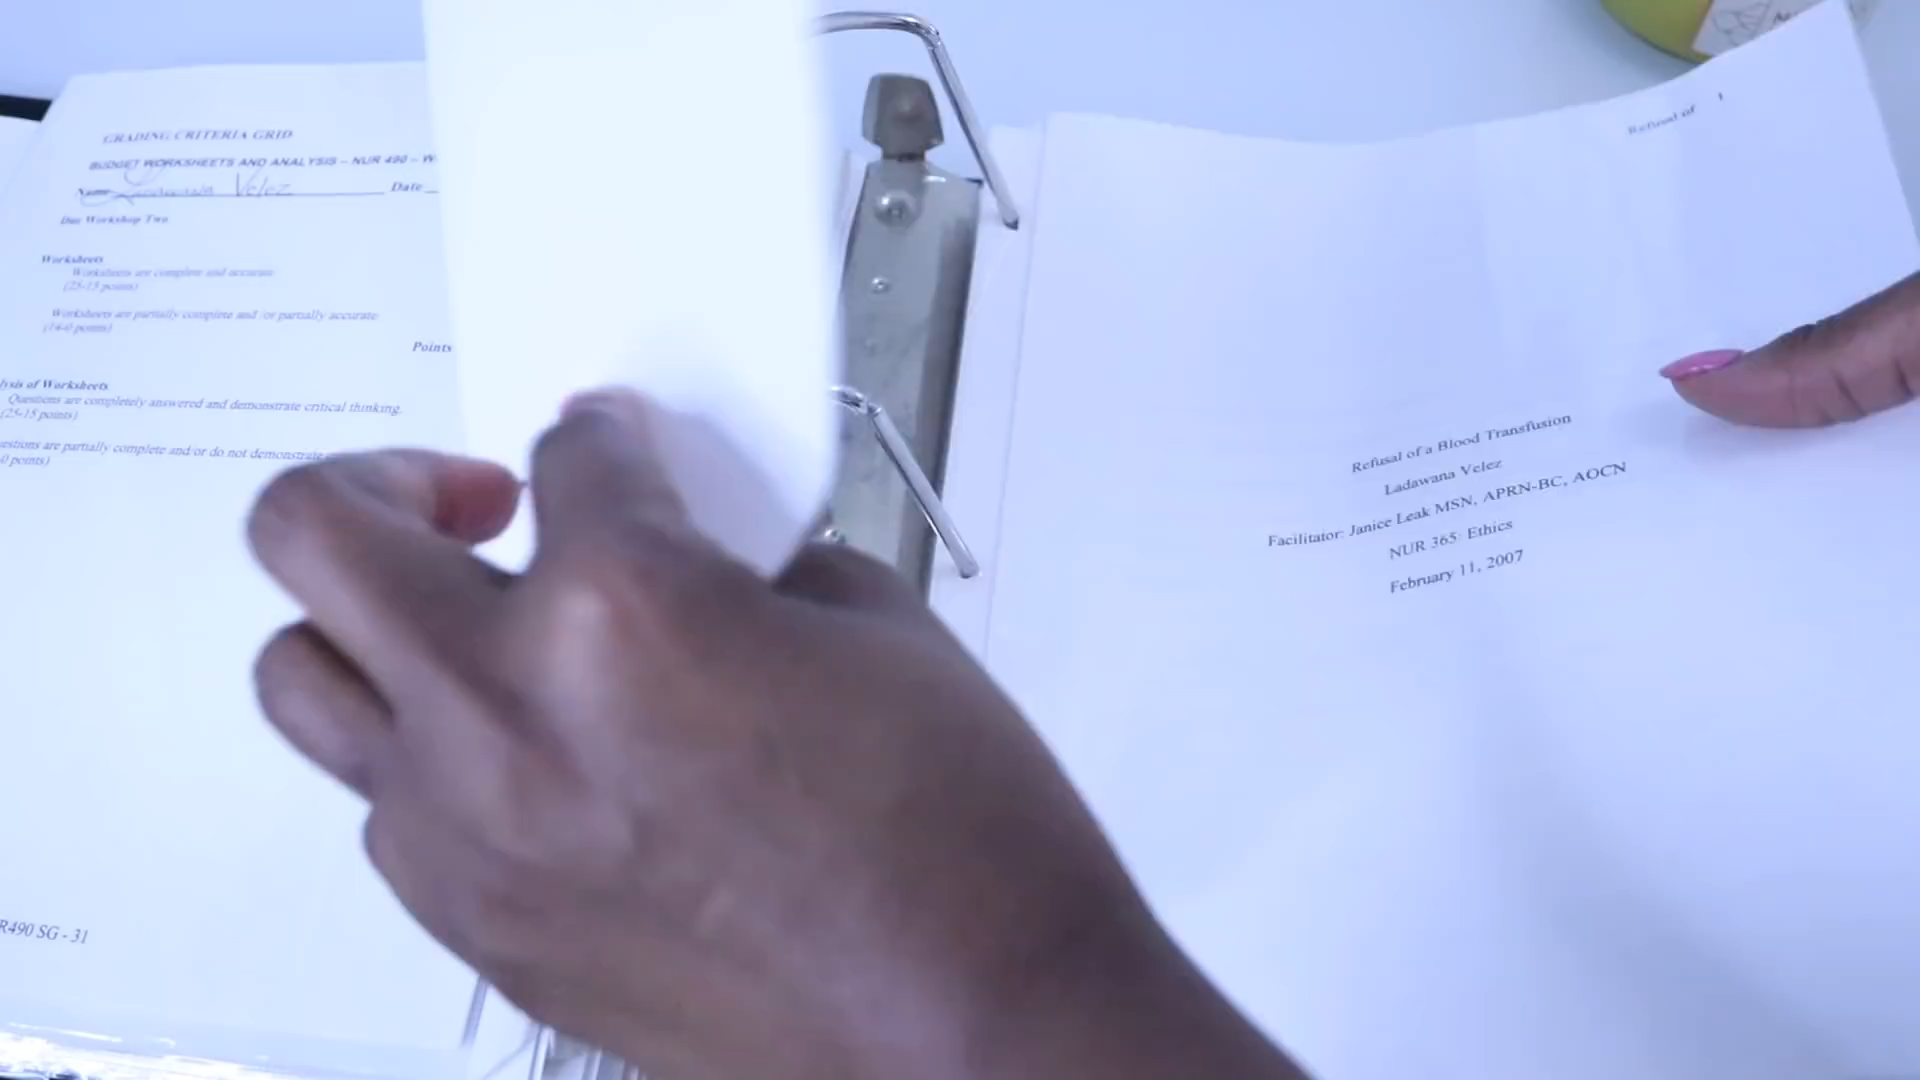 GRADING CRITERIA GRID
BUDGET WORKSHEETS AND ANALYSIS – NUR 490 – W
Name Ladawana Velez Date
Due Workshop Two
Worksheets
Worksheets are complete and accurate
(25-15 points)
Worksheets are partially complete and /or partially accurate
(14-0 points)
Points
lysis of Worksheets
Questions are completely answered and demonstrate critical thinking.
(25-15 points)
estions are partially complete and/or do not demonstrate
0 points)
R490 SG - 31
Refusal of 1
Refusal of a Blood Transfusion
Ladawana Velez
Facilitator: Janice Leak MSN, APRN-BC, AOCN
NUR 365: Ethics
February 11, 2007